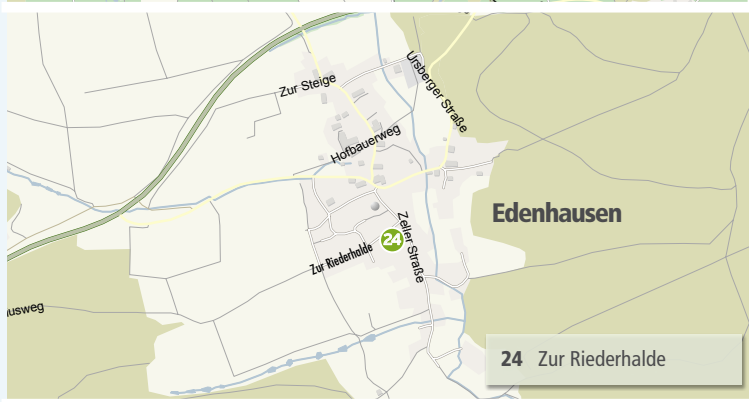 Zur Steige
Ursberger Straße
Hofbauerweg
Edenhausen
Zeller Straße
24
Zur Riederhalde
usweg
24 Zur Riederhalde